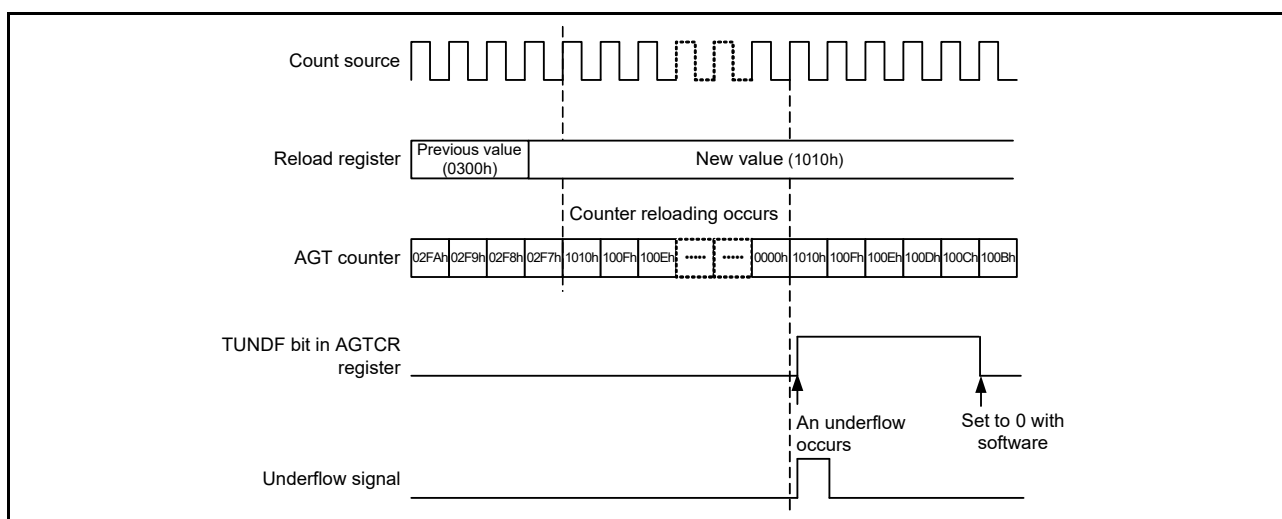 Count source
Reload register
Previous value
(0300h)
New value (1010h)
Counter reloading occurs
AGT counter
02FAh 02F9h 02F8h 02F7h 1010h 100Fh 100Eh ····· ····· 0000h 1010h 100Fh 100Eh 100Dh 100Ch 100Bh
TUNDF bit in AGTCR
register
An underflow
occurs
Set to 0 with
software
Underflow signal